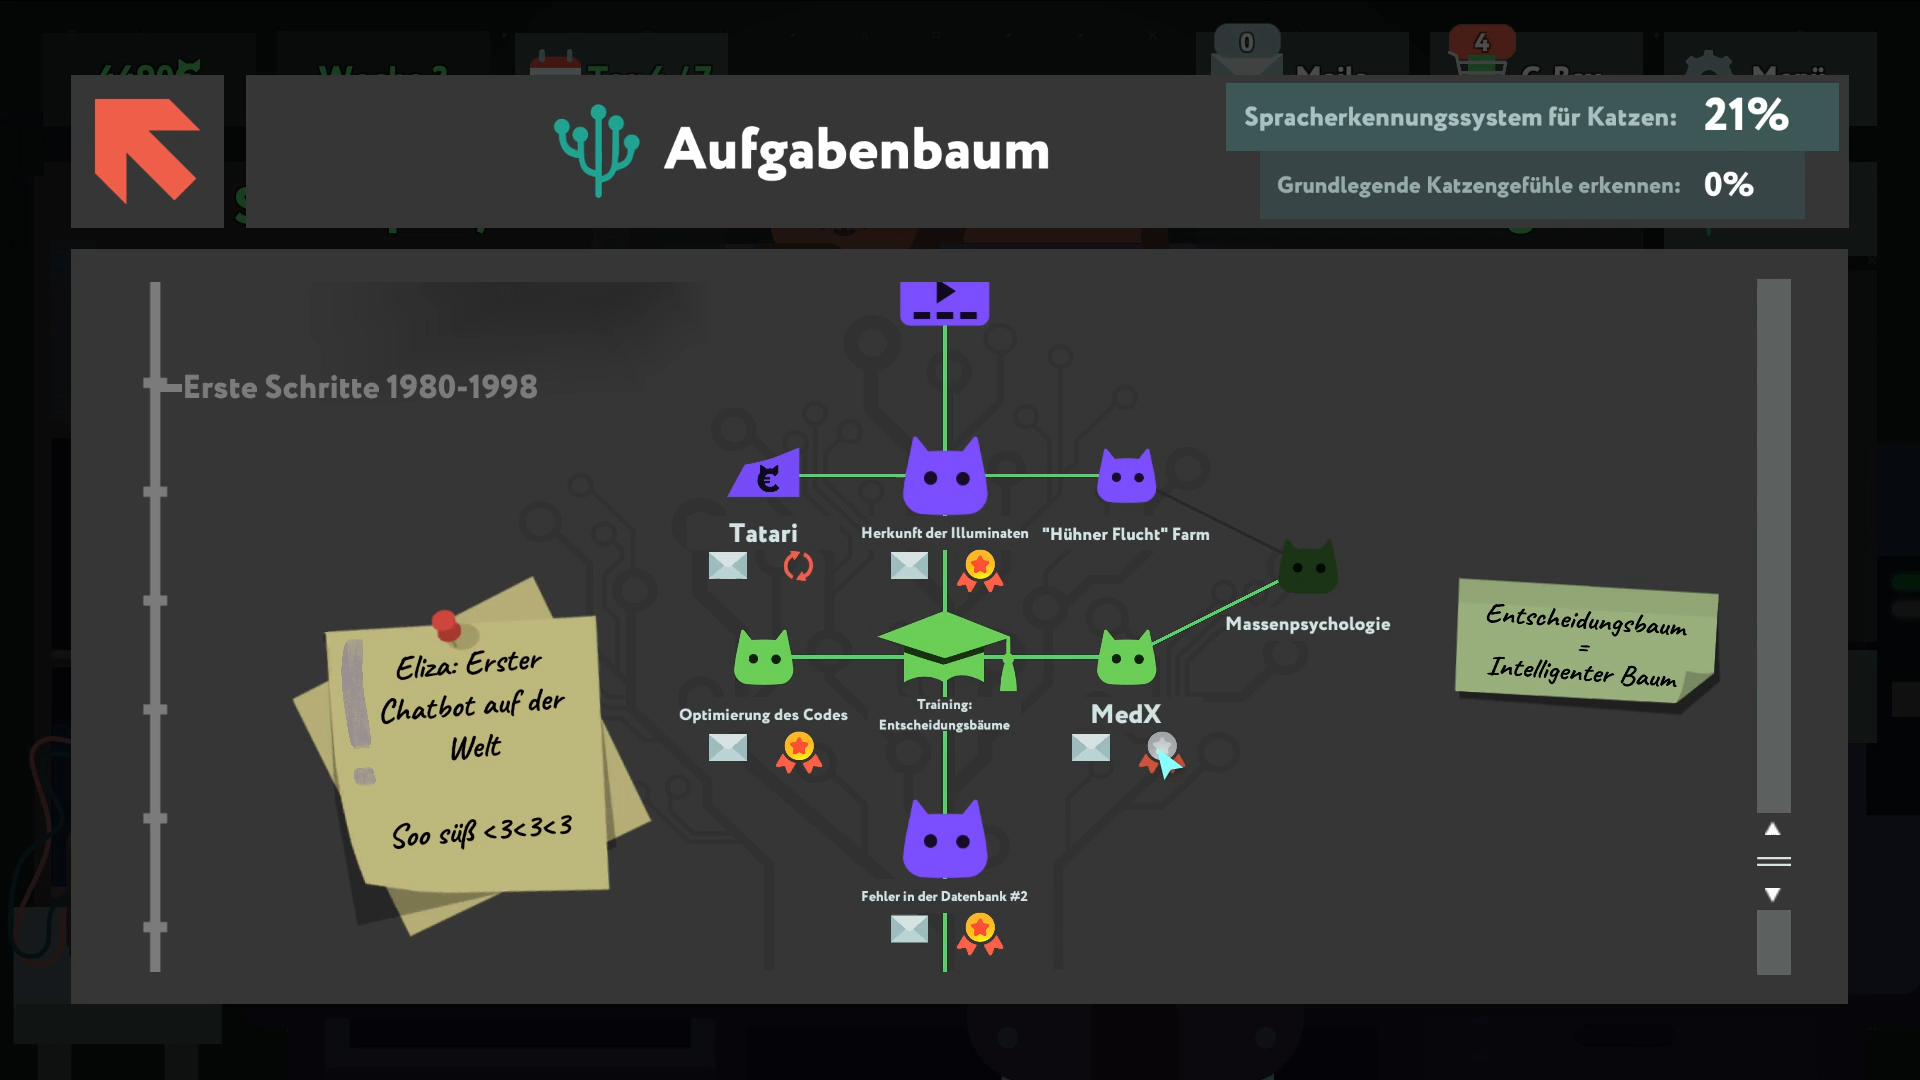 0
4
Aufgabenbaum
Spracherkennungssystem für Katzen: 21%
Grundlegende Katzengefühle erkennen: 0%
Erste Schritte 1980-1998
Tatari
Herkunft der Illuminaten
"Hühner Flucht" Farm
Massenpsychologie
Optimierung des Codes
Training:
Entscheidungsbäume
MedX
Fehler in der Datenbank #2
Eliza: Erster
Chatbot auf der
Welt
Soo süß <3<3<3
Entscheidungsbaum
=
Intelligenter Baum